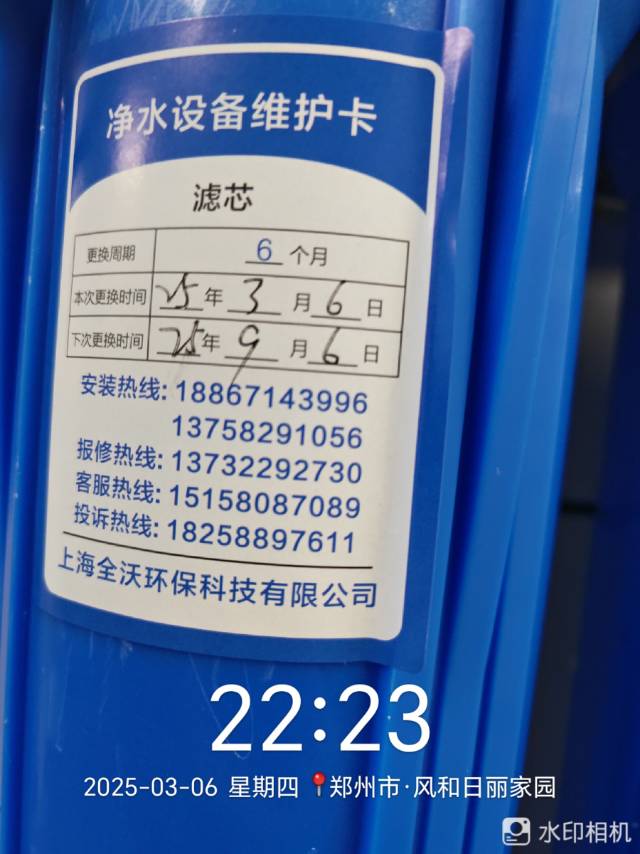 净水设备维护卡
滤芯
更换周期 6 个月
本次更换时间 25 年 3 月 6 日
下次更换时间 25 年 9 月 6 日
安装热线: 18867143996
13758291056
报修热线: 13732292730
客服热线: 15158087089
投诉热线: 18258897611
上海全沃环保科技有限公司
22:23
2025-03-06 星期四 郑州市·风和日丽家园
水印相机